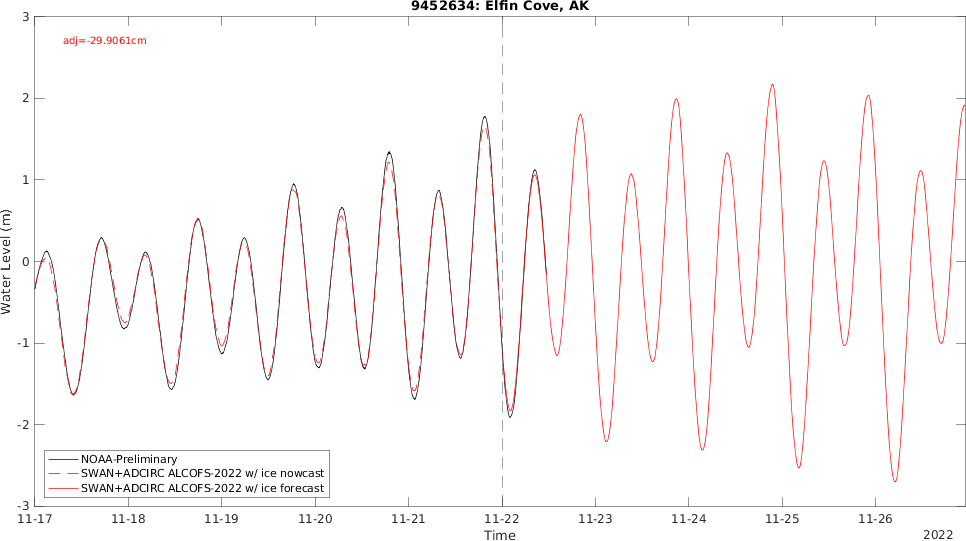 9452634: Elfin Cove, AK
adj=-29.9061cm
3
2
1
0
-1
-2
-3
Water Level (m)
NOAA-Preliminary
SWAN+ADCIRC ALCOFS-2022 w/ ice nowcast
SWAN+ADCIRC ALCOFS-2022 w/ ice forecast
11-17 11-18 11-19 11-20 11-21 11-22 11-23 11-24 11-25 11-26
Time
2022